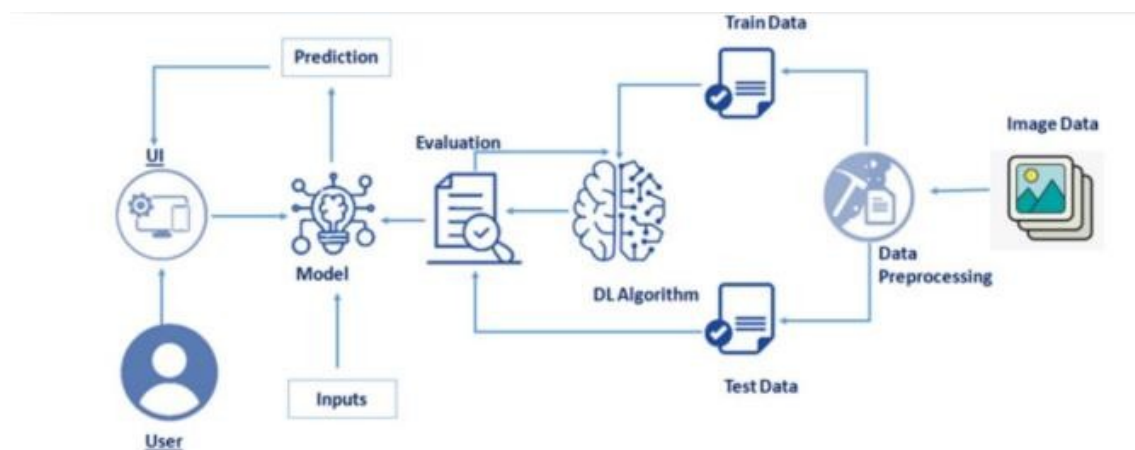 Train Data
Prediction
Image Data
Evaluation
UI
Data
Preprocessing
Model
DL Algorithm
Test Data
Inputs
User